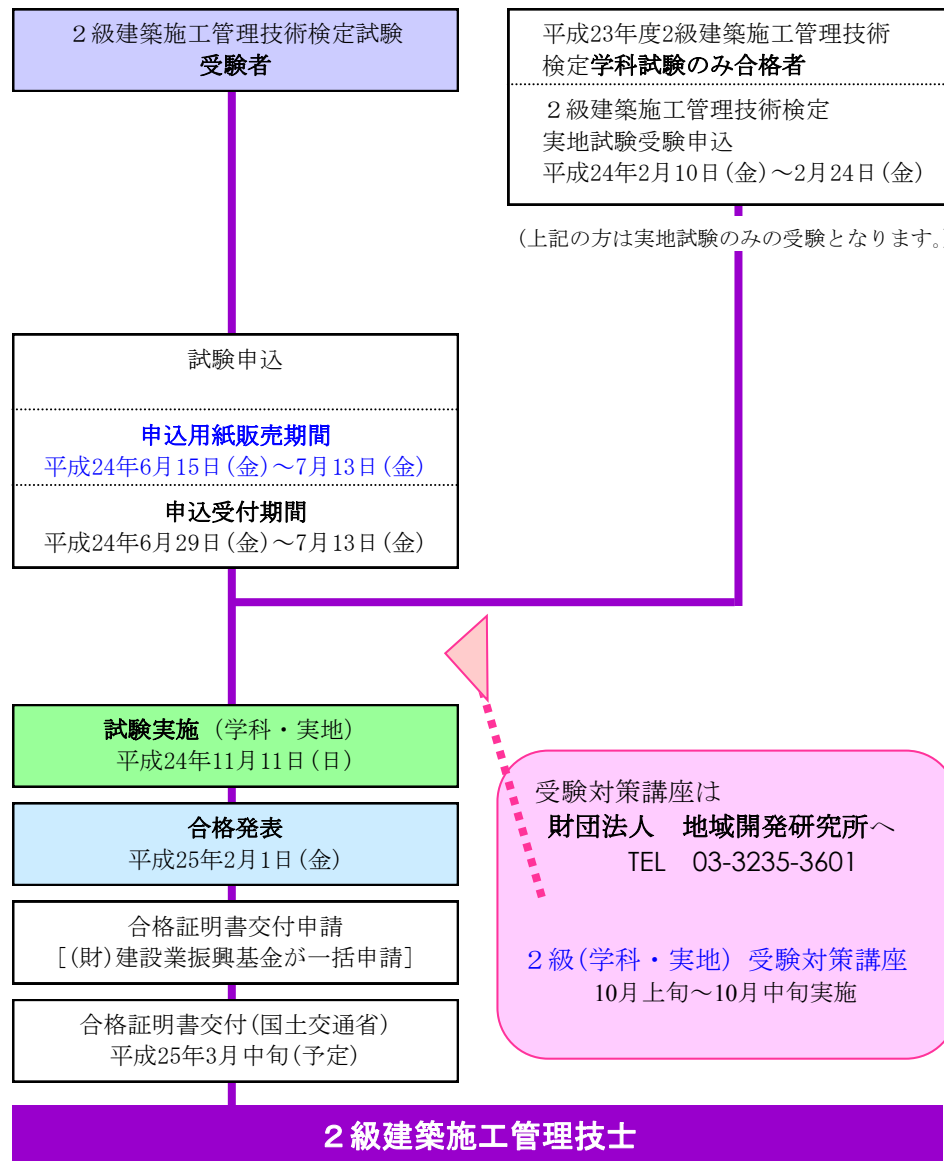 ２級建築施工管理技術検定試験
受験者
平成23年度2級建築施工管理技術
検定学科試験のみ合格者
２級建築施工管理技術検定
実地試験受験申込
平成24年2月10日(金)～2月24日(金)
(上記の方は実地試験のみの受験となります。)
試験申込
申込用紙販売期間
平成24年6月15日(金)～7月13日(金)
申込受付期間
平成24年6月29日(金)～7月13日(金)
試験実施（学科・実地）
平成24年11月11日(日)
合格発表
平成25年2月1日(金)
合格証明書交付申請
[(財)建設業振興基金が一括申請]
合格証明書交付(国土交通省)
平成25年3月中旬(予定)
受験対策講座は
財団法人　地域開発研究所へ
TEL　03-3235-3601
２級(学科・実地) 受験対策講座
10月上旬～10月中旬実施
２級建築施工管理技士